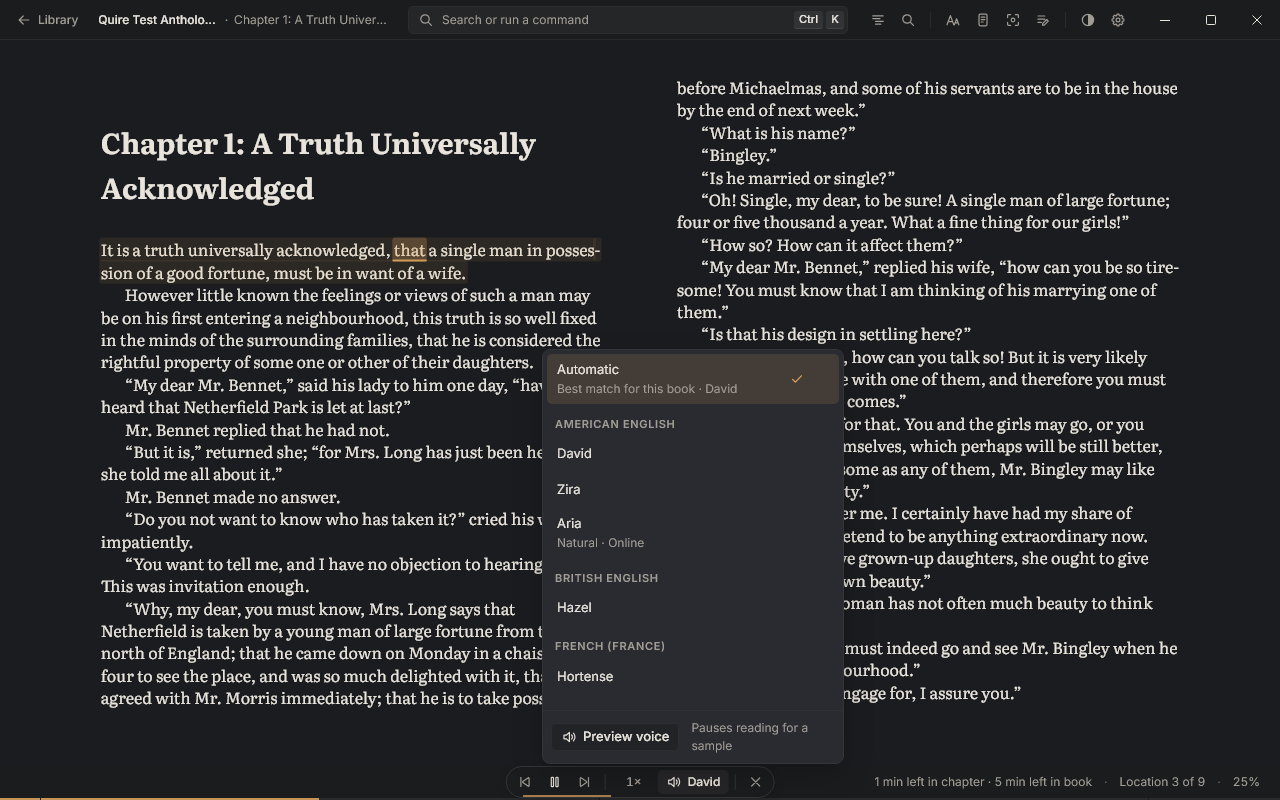 Library
Quire Test Antholo... · Chapter 1: A Truth Univer...
Search or run a command
Ctrl K
Chapter 1: A Truth Universally
Acknowledged
It is a truth universally acknowledged, that a single man in posses-
sion of a good fortune, must be in want of a wife.
However little known the feelings or views of such a man may
be on his first entering a neighbourhood, this truth is so well fixed
in the minds of the surrounding families, that he is considered the
rightful property of some one or other of their daughters.
“My dear Mr. Bennet,” said his lady to him one day,
heard that Netherfield Park is let at last?”
Mr. Bennet replied that he had not.
“But it is,” returned she; “for Mrs. Long has just been
she told me all about it.”
Mr. Bennet made no answer.
“Do you not want to know who has taken it?” cried his
impatiently.
“You want to tell me, and I have no objection to hearing
This was invitation enough.
“Why, my dear, you must know, Mrs. Long says that
Netherfield is taken by a young man of large fortune from
north of England; that he came down on Monday in a
four to see the place, and was so much delighted with it,
agreed with Mr. Morris immediately; that he is to take
before Michaelmas, and some of his servants are to be in the house
by the end of next week.”
“What is his name?”
“Bingley.”
“Is he married or single?”
“Oh! Single, my dear, to be sure! A single man of large fortune;
four or five thousand a year. What a fine thing for our girls!”
“How so? How can it affect them?”
“My dear Mr. Bennet,” replied his wife, “how can you be so tire-
some! You must know that I am thinking of his marrying one of
them.”
“Is that his design in settling here?”
, how can you talk so! But it is very likely
with one of them, and therefore you must
comes.”
for that. You and the girls may go, or you
which perhaps will be still better,
as any of them, Mr. Bingley may like
me. I certainly have had my share of
to be anything extraordinary now.
grown-up daughters, she ought to give
beauty.”
has not often much beauty to think
must indeed go and see Mr. Bingley when he
for, I assure you.”
Automatic
Best match for this book · David
AMERICAN ENGLISH
David
Zira
Aria
Natural · Online
BRITISH ENGLISH
Hazel
FRENCH (FRANCE)
Hortense
Preview voice
Pauses reading for a
sample
1×
David
1 min left in chapter · 5 min left in book · Location 3 of 9 · 25%